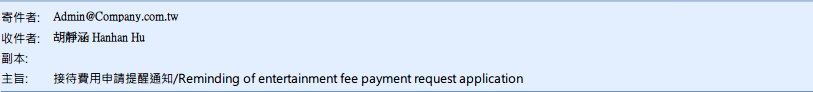 寄件者: Admin@Company.com.tw
收件者: 胡靜涵 Hanhan Hu
副本:
主旨: 接待費用申請提醒通知/Reminding of entertainment fee payment request application